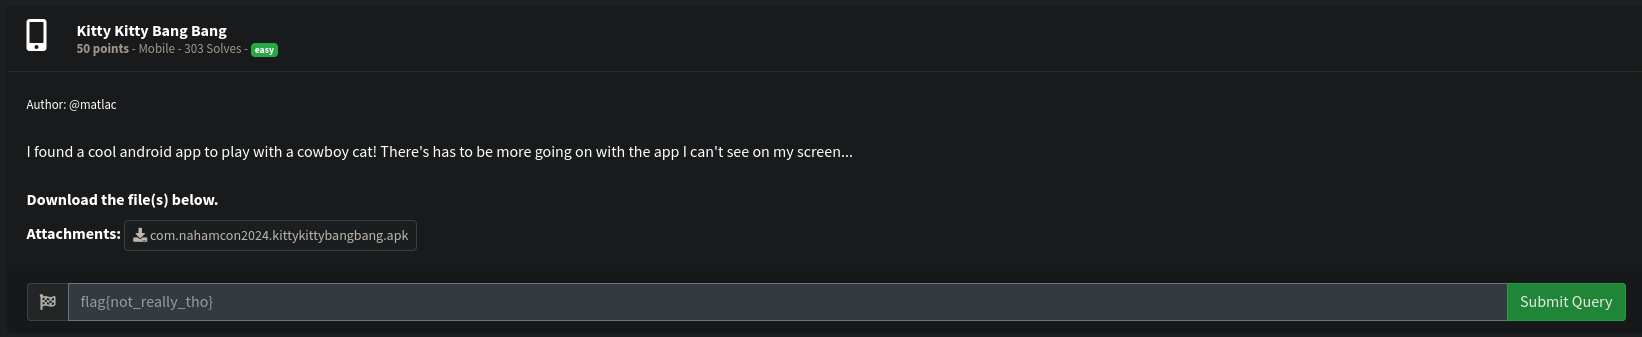 Kitty Kitty Bang Bang
50 points - Mobile - 303 Solves - easy
Author: @matlac
I found a cool android app to play with a cowboy cat! There's has to be more going on with the app I can't see on my screen...
Download the file(s) below.
Attachments: com.nahamcon2024.kittykittybangbang.apk
flag{not_really_tho}
Submit Query